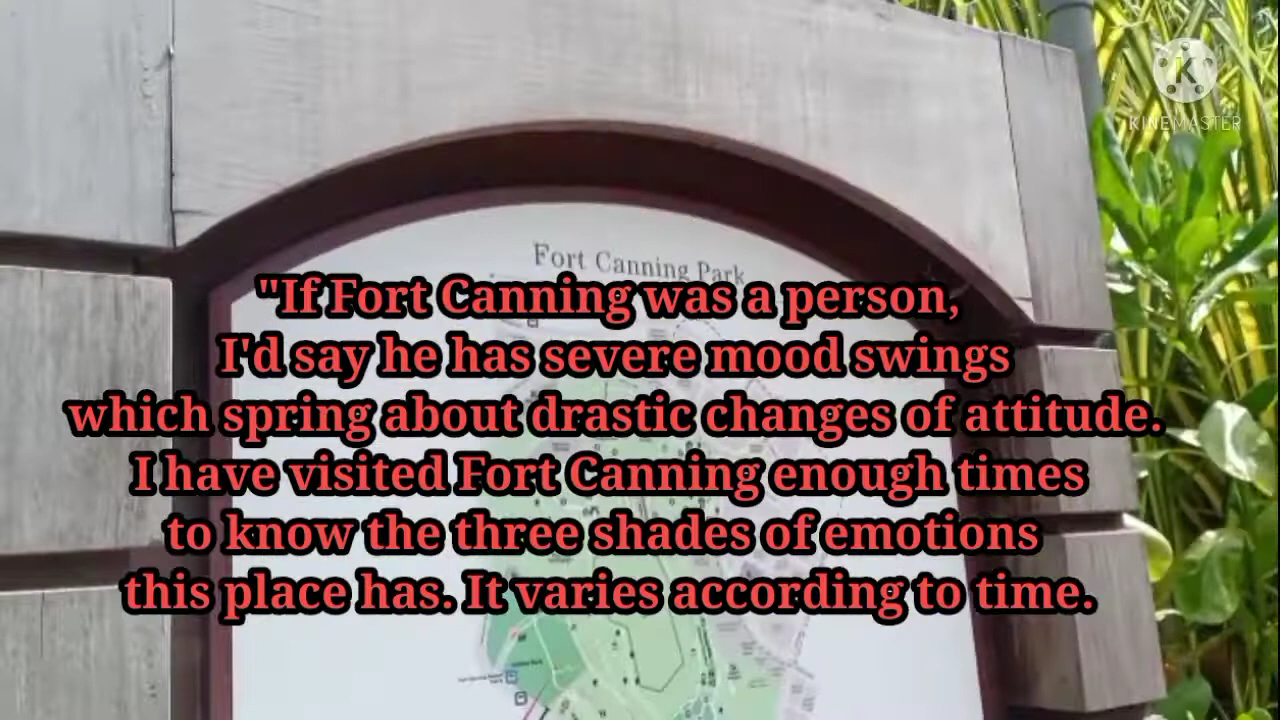 KINEMASTER
Fort Canning Park
"If Fort Canning was a person,
I'd say he has severe mood swings
which spring about drastic changes of attitude.
I have visited Fort Canning enough times
to know the three shades of emotions
this place has. It varies according to time.